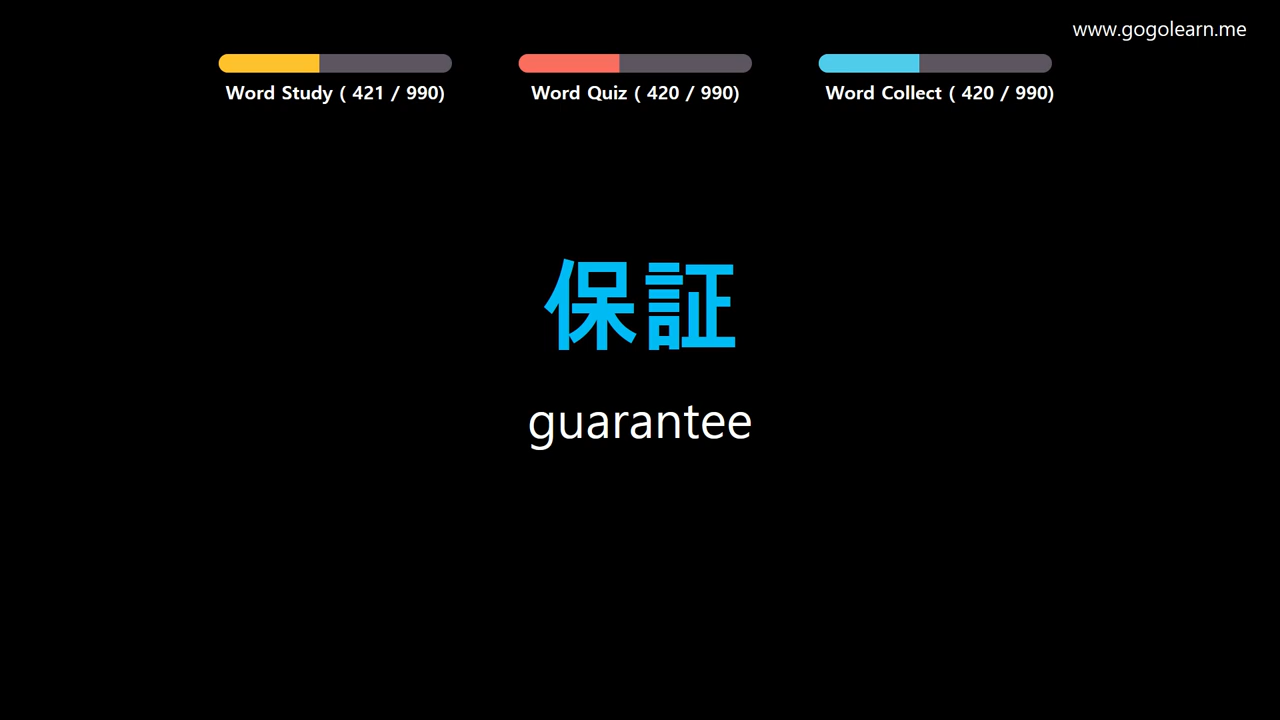 www.gogolearn.me
Word Study ( 421 / 990)
Word Quiz ( 420 / 990)
Word Collect ( 420 / 990)
保証
guarantee